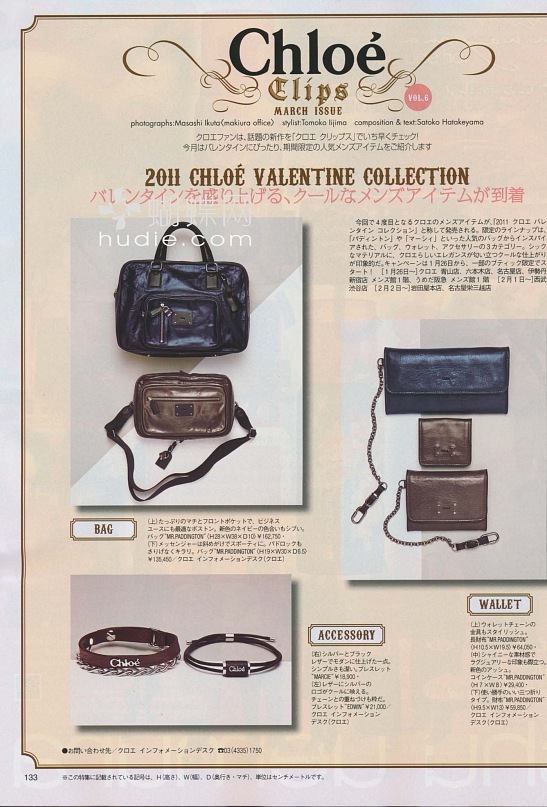 Chloé
Clips
MARCH ISSUE
VOL.6
photographs:Masashi Ikuta(makiura office) stylist:Tomoko Iijima composition & text:Satoko Hatakeyama
クロエファンは、話題の新作を「クロエ クリップス」でいち早くチェック!
今月はバレンタインにぴったり、期間限定の人気メンズアイテムをご紹介します
2011 CHLOÉ VALENTINE COLLECTION
バレンタインを盛り上げる、クールなメンズアイテムが到着
蝴蝶网
hudie.com
今回で4度目となるクロエのメンズアイテムが、「2011 クロエ バレ
ンタイン コレクション」と称して発売される。限定のラインナップは、
「パディントン」や「マーシィ」といった人気のバッグからインスパイ
アされた、バッグ、ウォレット、アクセサリーの3カテゴリー。シック
なマテリアルに、クロエらしいエレガンスが匂い立つクールな仕上がり
が印象的だ。キャンペーンは1月26日から、一部のブティック限定でス
タート! [1月26日〜]クロエ 青山店、六本木店、名古屋店、伊勢丹
新宿店 メンズ館1階、うめだ阪急 メンズ館1階 [2月1日〜]西武
渋谷店 [2月2日〜]岩田屋本店、名古屋栄三越店
BAG
(上)たっぷりのマチとフロントポケットで、ビジネス
ユースにも最適なボストン。新色のネイビーの色合いもシブい。
バッグ"MR.PADDINGTON"(H28×W38×D10)¥162,750・
(下)メッセンジャーは斜めがけでスポーティに。パドロックも
さりげなくキラリ。バッグ"MR.PADDINGTON"(H19×W30×D8.5)
¥135,450/クロエ インフォメーションデスク(クロエ)
Chloé
Chloé
ACCESSORY
(右)シルバーとブラック
レザーでモダンに仕上げた一点。
シンプルさも潔い。ブレスレット
"MARCIE"¥18,900・
(左)レザーにシルバーの
ロゴがクールに映える。
チェーンとの重ねづけも粋だ。
ブレスレット"EDWIN"¥21,000/
クロエ インフォメーション
デスク(クロエ)
WALLET
(上)ウォレットチェーンの
金具もスタイリッシュ。
長財布"MR.PADDINGTON"
(H10.5×W19.5)¥64,050・
(中)シャイニーな素材感で
ラグジュアリーな印象も際立つ。
新色のアッシュ。
コインケース"MR.PADDINGTON"
(H7×W8)¥29,400・
(下)使い勝手のいい三つ折り
タイプ。財布"MR.PADDINGTON"
(H9.5×W13)¥59,850/
クロエ インフォメーション
デスク(クロエ)
●お問い合わせ先/クロエ インフォメーションデスク ☎03(4335)1750
133
※この特集に記載されている記号は、H(高さ)、W(幅)、D(奥行き・マチ)、単位はセンチメートルです。